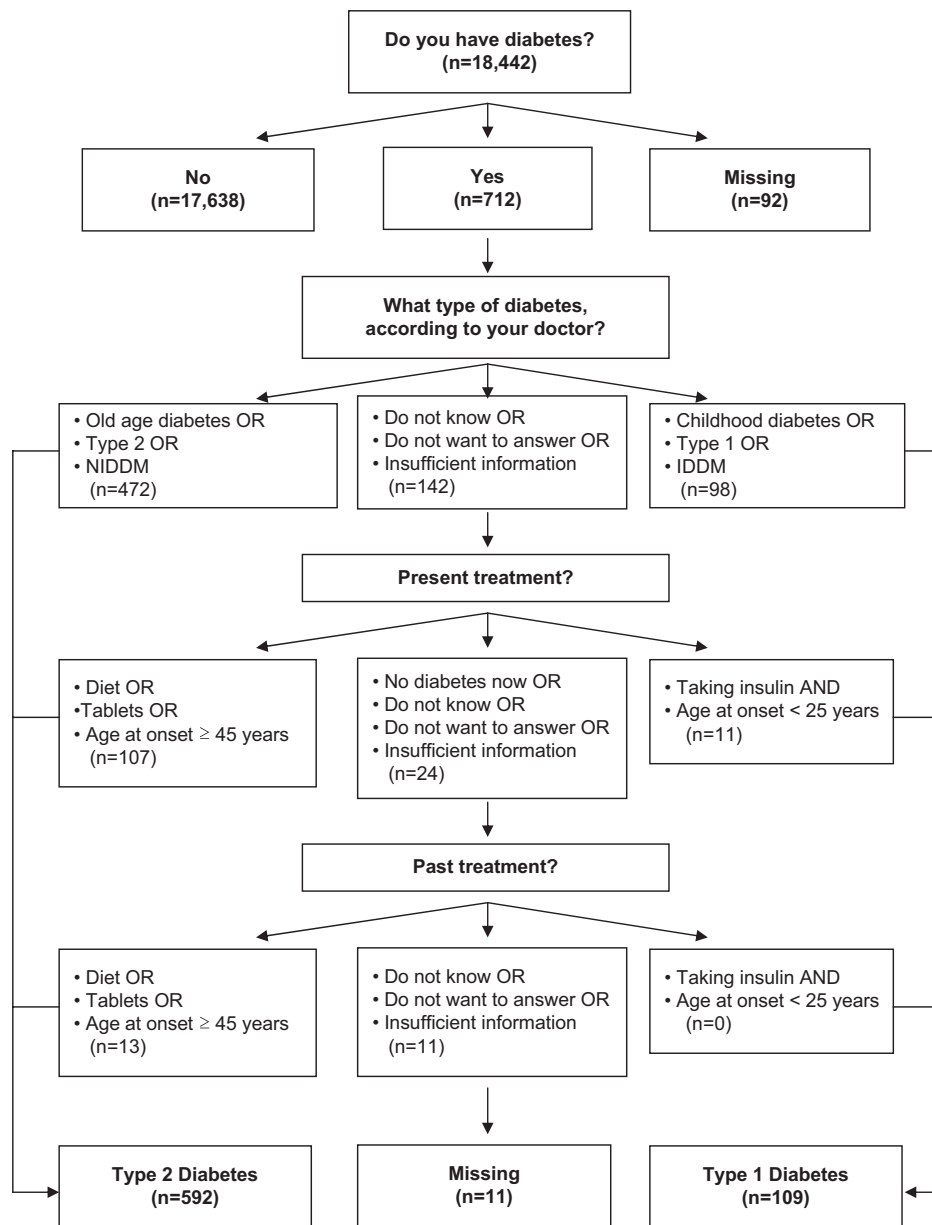 Do you have diabetes?
(n=18,442)
No
(n=17,638)
Yes
(n=712)
Missing
(n=92)
What type of diabetes,
according to your doctor?
• Old age diabetes OR
• Type 2 OR
• NIDDM
(n=472)
• Do not know OR
• Do not want to answer OR
• Insufficient information
(n=142)
• Childhood diabetes OR
• Type 1 OR
• IDDM
(n=98)
Present treatment?
• Diet OR
•Tablets OR
• Age at onset ≥ 45 years
(n=107)
• No diabetes now OR
• Do not know OR
• Do not want to answer OR
• Insufficient information
(n=24)
• Taking insulin AND
• Age at onset < 25 years
(n=11)
Past treatment?
• Diet OR
• Tablets OR
• Age at onset ≥ 45 years
(n=13)
• Do not know OR
• Do not want to answer OR
• Insufficient information
(n=11)
• Taking insulin AND
• Age at onset < 25 years
(n=0)
Type 2 Diabetes
(n=592)
Missing
(n=11)
Type 1 Diabetes
(n=109)